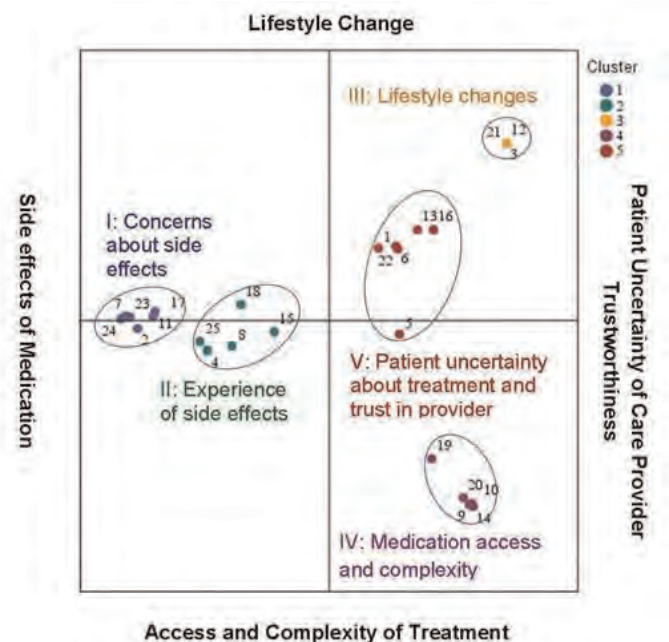 Lifestyle Change
Cluster
1
2
3
4
5
III: Lifestyle changes
21 12
3
Side effects of Medication
Patient Uncertainty of Care Provider
Trustworthiness
I: Concerns
about side
effects
1 13 16
22 6
7 23 17
24 2 11
18
25 8 15
4
5
II: Experience
of side effects
V: Patient uncertainty
about treatment and
trust in provider
19
20 10
9 14
IV: Medication access
and complexity
Access and Complexity of Treatment